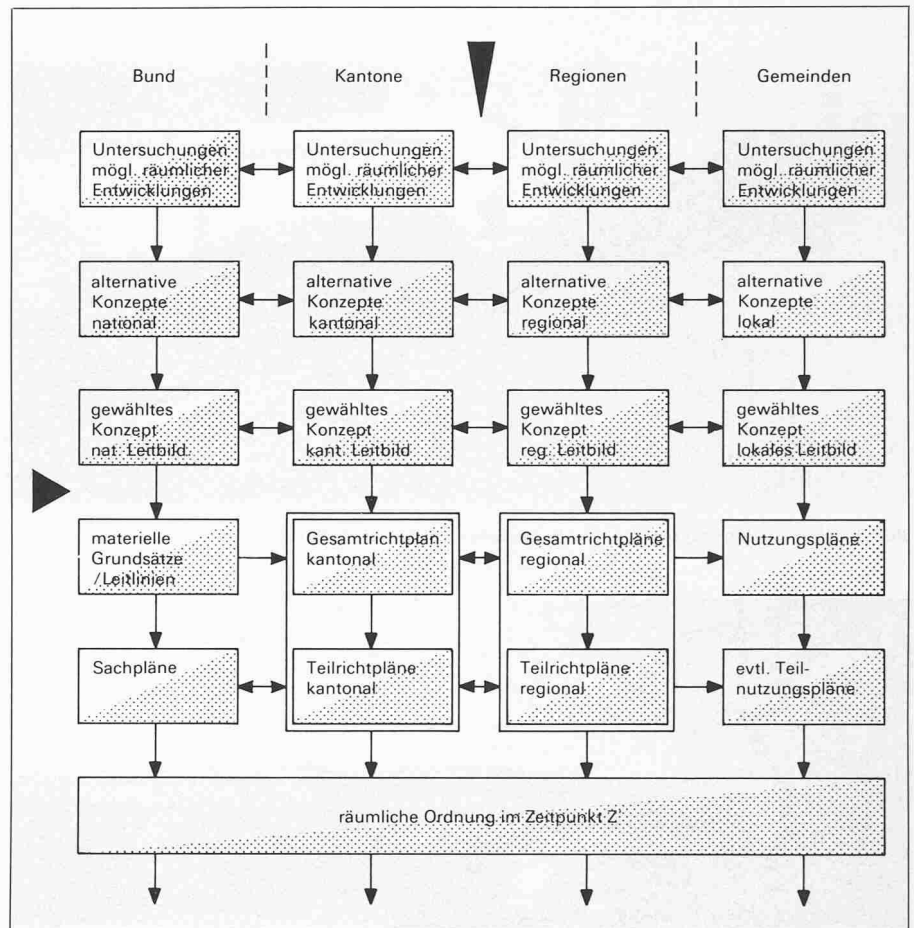 Bund
Kantone
Regionen
Gemeinden
Untersuchungen
mögl. räumlicher
Entwicklungen
Untersuchungen
mögl. räumlicher
Entwicklungen
Untersuchungen
mögl. räumlicher
Entwicklungen
Untersuchungen
mögl. räumlicher
Entwicklungen
alternative
Konzepte
national
alternative
Konzepte
kantonal
alternative
Konzepte
regional
alternative
Konzepte
lokal
gewähltes
Konzept
nat. Leitbild
gewähltes
Konzept
kant. Leitbild
gewähltes
Konzept
reg. Leitbild
gewähltes
Konzept
lokales Leitbild
materielle
Grundsätze
/Leitlinien
Gesamtrichtplan
kantonal
Gesamtrichtpläne
regional
Nutzungspläne
Sachpläne
Teilrichtpläne
kantonal
Teilrichtpläne
regional
evtl. Teil-
nutzungspläne
räumliche Ordnung im Zeitpunkt Z